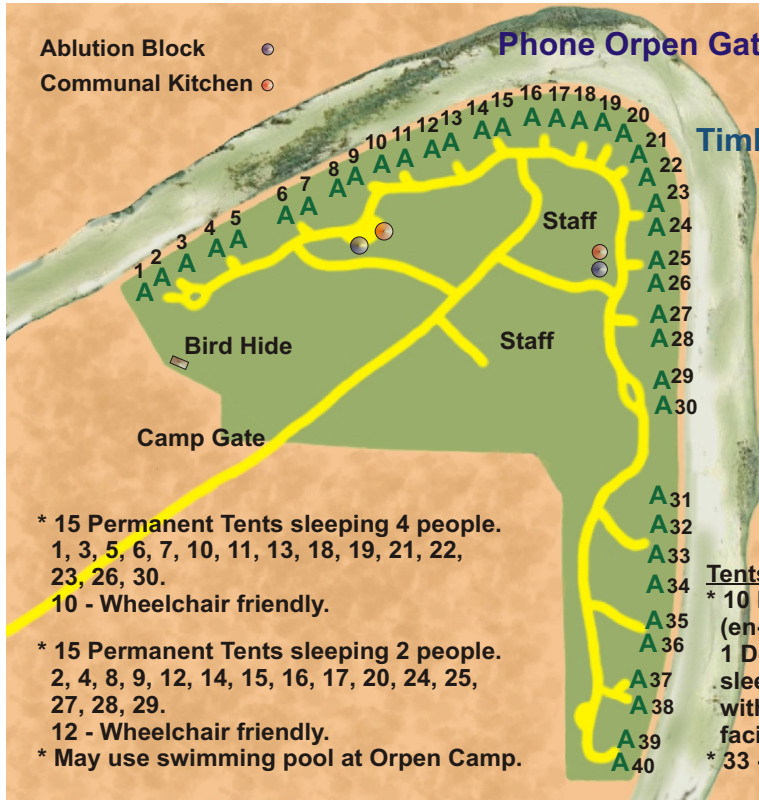 Ablution Block
Communal Kitchen
Phone Orpen Gat
Timb
1 2 3 4 5 6 7 8 9 10 11 12 13 14 15 16 17 18 19 20 21 22 23 24 25 26 27 28 29 30
Staff
Staff
Bird Hide
Camp Gate
31 32 33 34 35 36 37 38 39 40
* 15 Permanent Tents sleeping 4 people.
1, 3, 5, 6, 7, 10, 11, 13, 18, 19, 21, 22,
23, 26, 30.
10 - Wheelchair friendly.
* 15 Permanent Tents sleeping 2 people.
2, 4, 8, 9, 12, 14, 15, 16, 17, 20, 24, 25,
27, 28, 29.
12 - Wheelchair friendly.
* May use swimming pool at Orpen Camp.
Tents
* 10
(en-
1 D
slee
with
faci
* 33 -